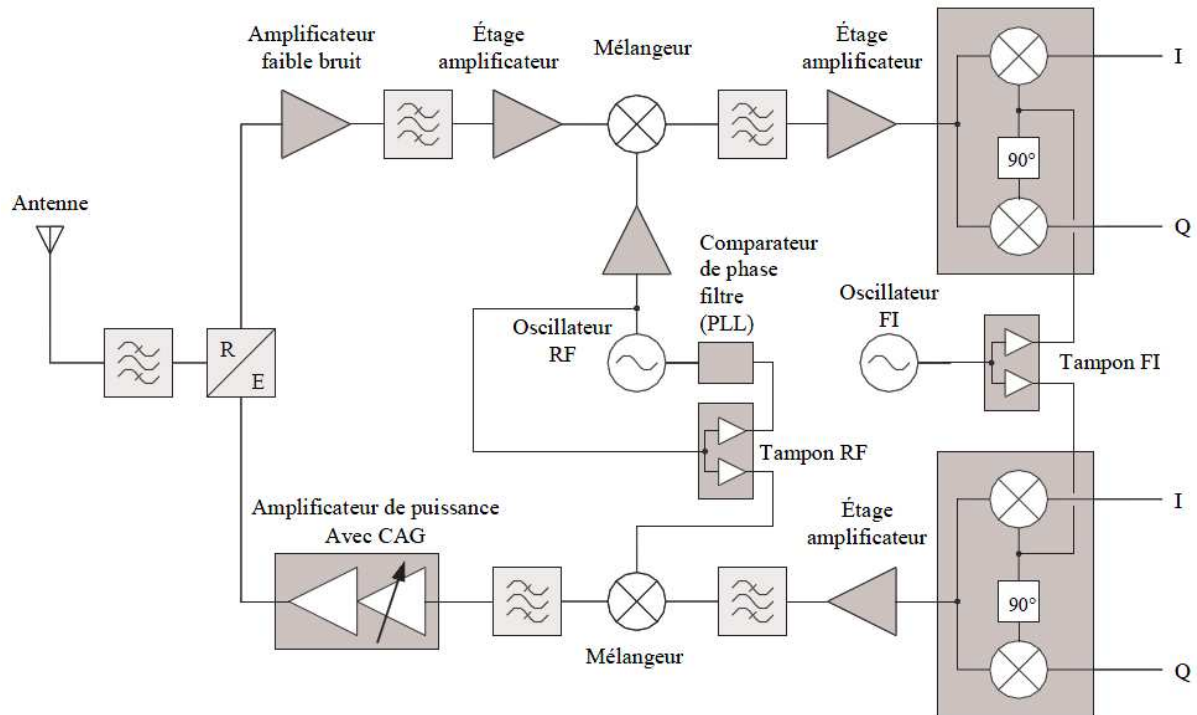 Amplificateur
faible bruit
Étage
amplificateur
Mélangeur
Étage
amplificateur
I
90°
Q
Antenne
R
E
Oscillateur
RF
Comparateur
de phase
filtre
(PLL)
Oscillateur
FI
Tampon FI
Tampon RF
Amplificateur de puissance
Avec CAG
Mélangeur
Étage
amplificateur
I
90°
Q